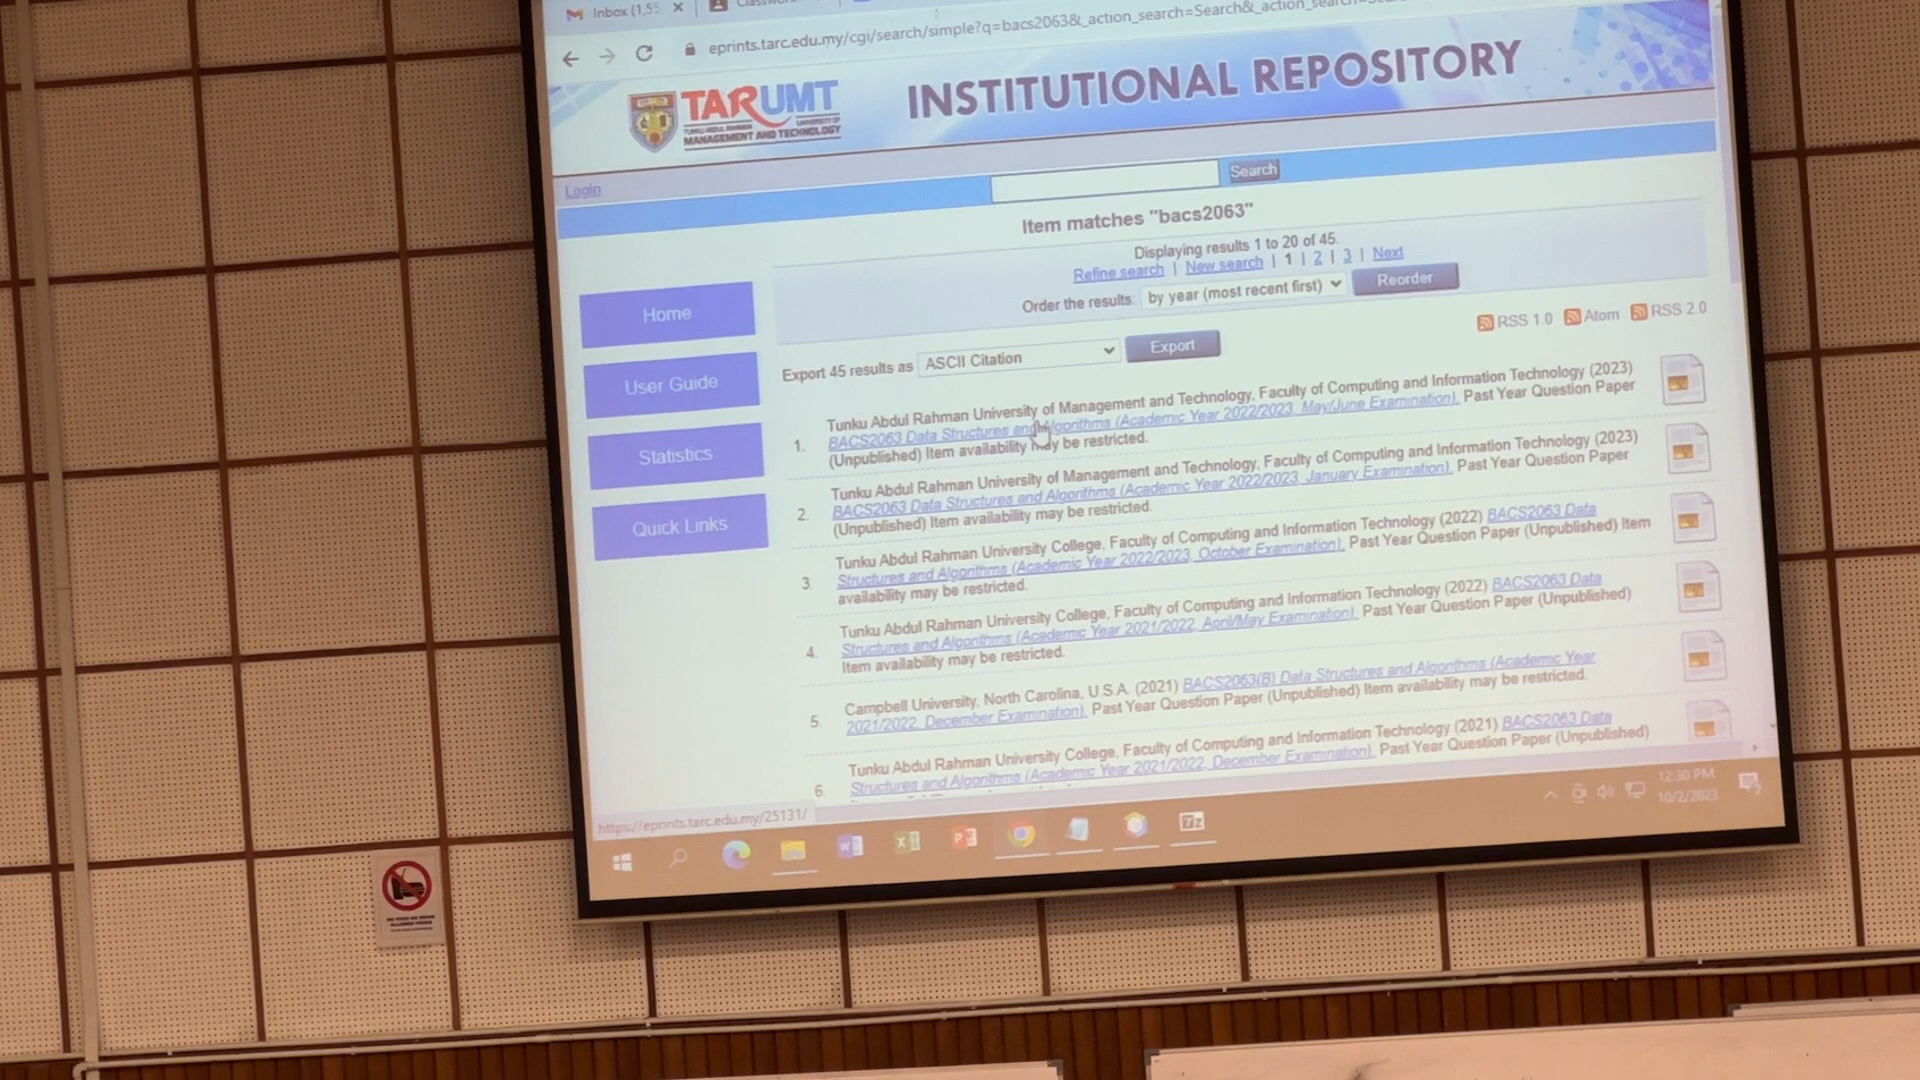 Inbox (1,55
eprints.tarc.edu.my/cgi/search/simple?q=bacs2063&_action_search=Search&_action_search=
TARUMT
TUNKU ABDUL RAHMAN UNIVERSITY OF
MANAGEMENT AND TECHNOLOGY
INSTITUTIONAL REPOSITORY
Login
Search
Item matches "bacs2063"
Displaying results 1 to 20 of 45.
Refine search | New search | 1 | 2 | 3 | Next
Order the results: by year (most recent first) Reorder
RSS 1.0 Atom RSS 2.0
Export 45 results as ASCII Citation Export
Home
User Guide
Statistics
Quick Links
1. Tunku Abdul Rahman University of Management and Technology, Faculty of Computing and Information Technology (2023)
BACS2063 Data Structures and Algorithms (Academic Year 2022/2023, May/June Examination). Past Year Question Paper
(Unpublished) Item availability may be restricted.
2. Tunku Abdul Rahman University of Management and Technology, Faculty of Computing and Information Technology (2023)
BACS2063 Data Structures and Algorithms (Academic Year 2022/2023, January Examination). Past Year Question Paper
(Unpublished) Item availability may be restricted.
3. Tunku Abdul Rahman University College, Faculty of Computing and Information Technology (2022) BACS2063 Data
Structures and Algorithms (Academic Year 2022/2023, October Examination). Past Year Question Paper (Unpublished) Item
availability may be restricted.
4. Tunku Abdul Rahman University College, Faculty of Computing and Information Technology (2022) BACS2063 Data
Structures and Algorithms (Academic Year 2021/2022, April/May Examination). Past Year Question Paper (Unpublished)
Item availability may be restricted.
5. Campbell University, North Carolina, U.S.A. (2021) BACS2063(B) Data Structures and Algorithms (Academic Year
2021/2022, December Examination). Past Year Question Paper (Unpublished) Item availability may be restricted.
6. Tunku Abdul Rahman University College, Faculty of Computing and Information Technology (2021) BACS2063 Data
Structures and Algorithms (Academic Year 2021/2022, December Examination). Past Year Question Paper (Unpublished)
https://eprints.tarc.edu.my/25131/
12:30 PM
10/2/2023